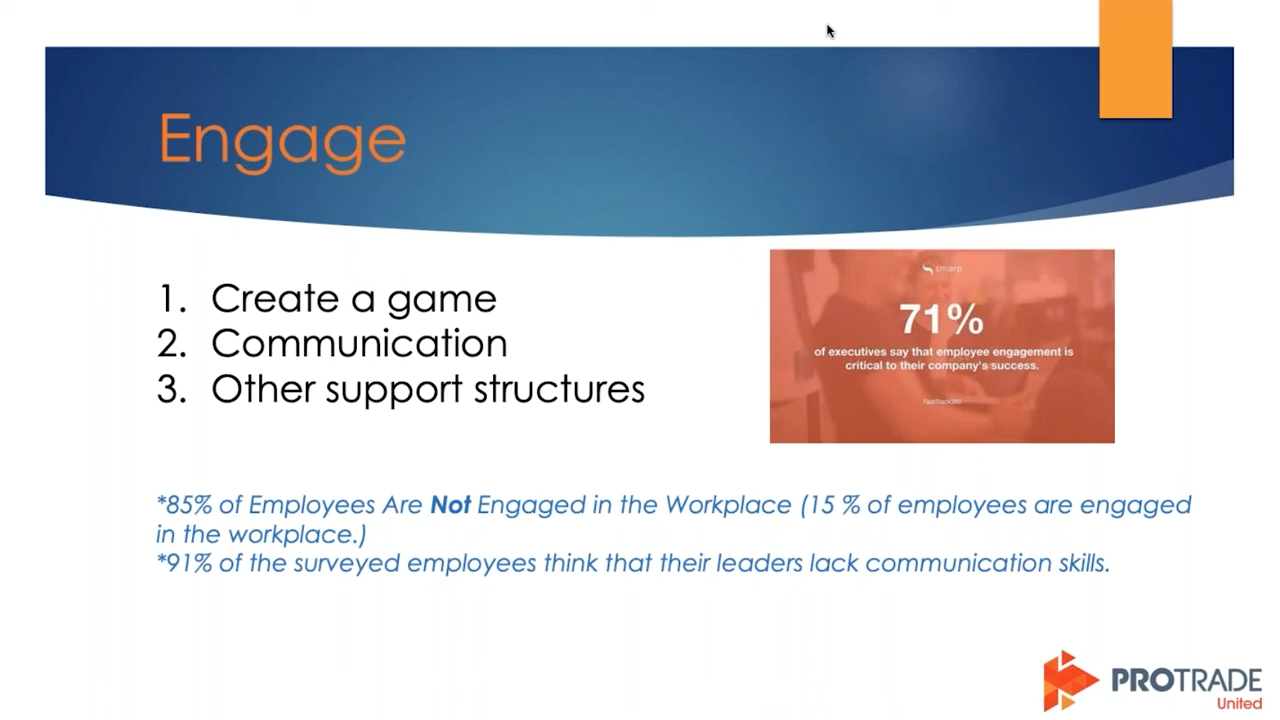 Engage
1. Create a game
2. Communication
3. Other support structures
smarp
71%
of executives say that employee engagement is
critical to their company's success.
FastTrack360
*85% of Employees Are Not Engaged in the Workplace (15 % of employees are engaged
in the workplace.)
*91% of the surveyed employees think that their leaders lack communication skills.
PROTRADE
United